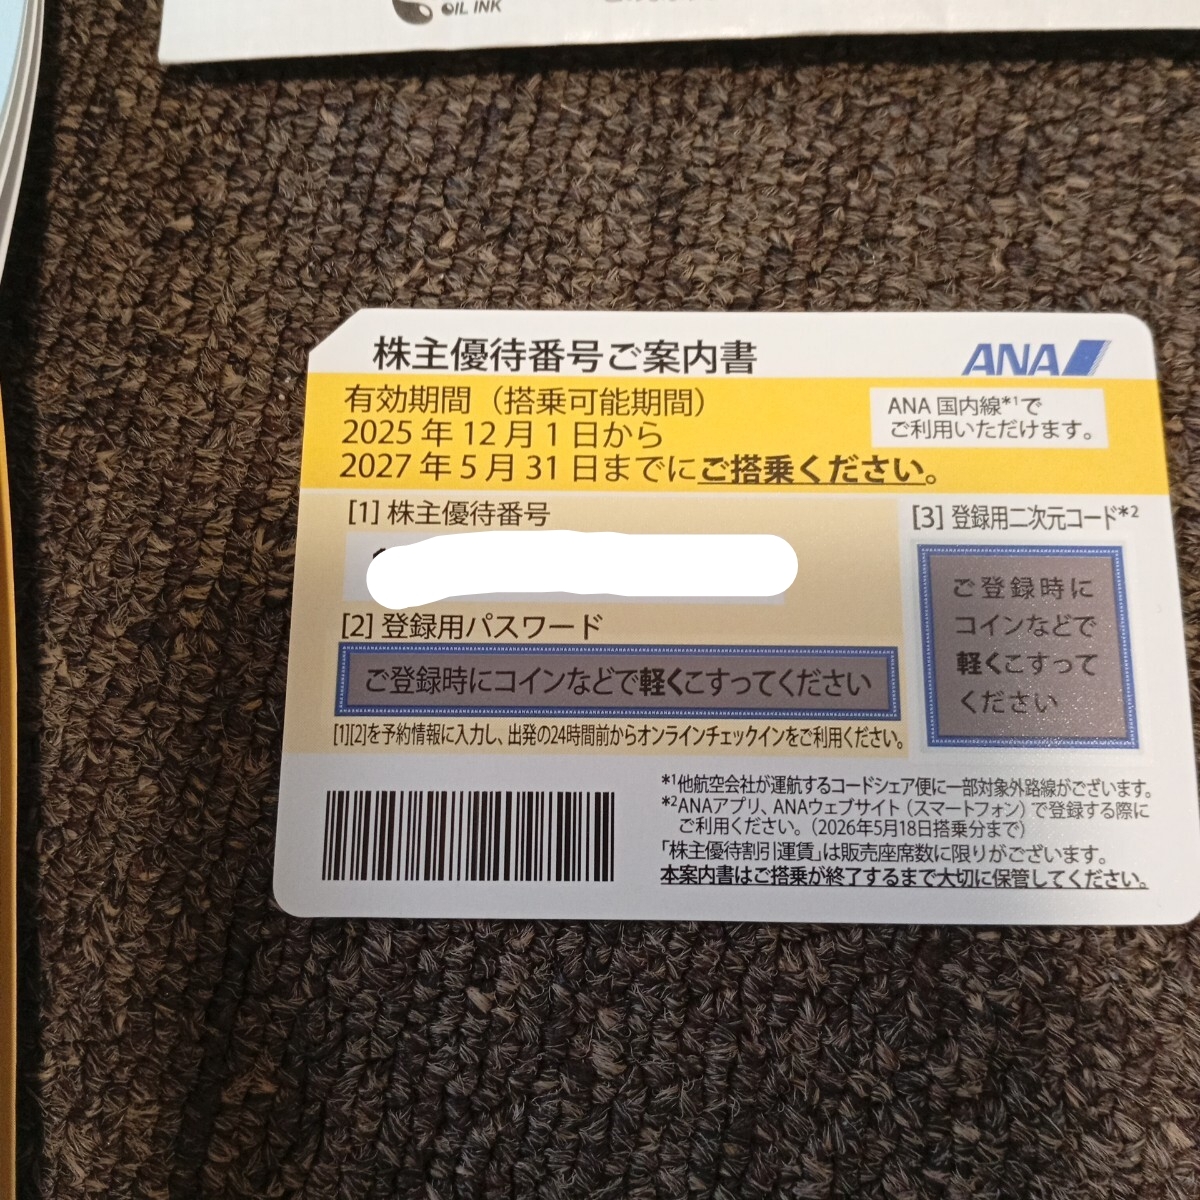 OIL INK
株主優待番号ご案内書
ANA
有効期間（搭乗可能期間）
2025年12月1日から
2027年5月31日までにご搭乗ください。
ANA国内線*1で
ご利用いただけます。
[1] 株主優待番号
[2] 登録用パスワード
ご登録時にコインなどで軽くこすってください
[1][2]を予約情報に入力し、出発の24時間前からオンラインチェックインをご利用ください。
[3] 登録用二次元コード*2
ご登録時に
コインなどで
軽くこすって
ください
*1他航空会社が運航するコードシェア便に一部対象外路線がございます。
*2ANAアプリ、ANAウェブサイト（スマートフォン）で登録する際に
ご利用ください。（2026年5月18日搭乗分まで）
「株主優待割引運賃」は販売座席数に限りがございます。
本案内書はご搭乗が終了するまで大切に保管してください。